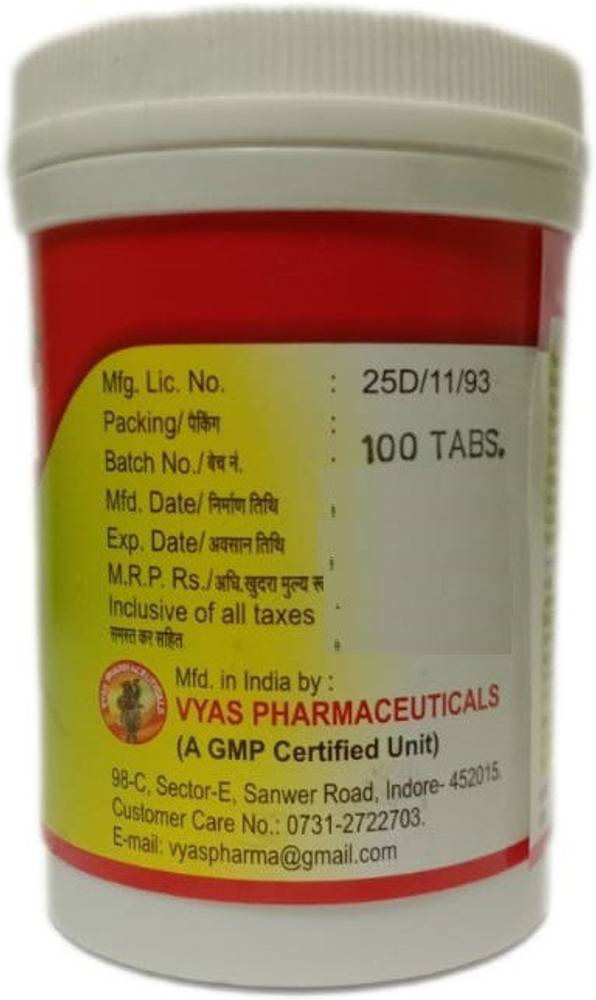 Mfg. Lic. No. : 25D/11/93
Packing/ पैकिंग :
100 TABS.
Batch No./ बेच नं. :
Mfd. Date/ निर्माण तिथि :
Exp. Date/ अवसान तिथि :
M.R.P. Rs./अधि.खुदरा मुल्य रू
Inclusive of all taxes :
समस्त कर सहित :
Mfd. in India by :
VYAS PHARMACEUTICALS
(A GMP Certified Unit)
98-C, Sector-E, Sanwer Road, Indore- 452015.
Customer Care No.: 0731-2722703.
E-mail: vyaspharma@gmail.com